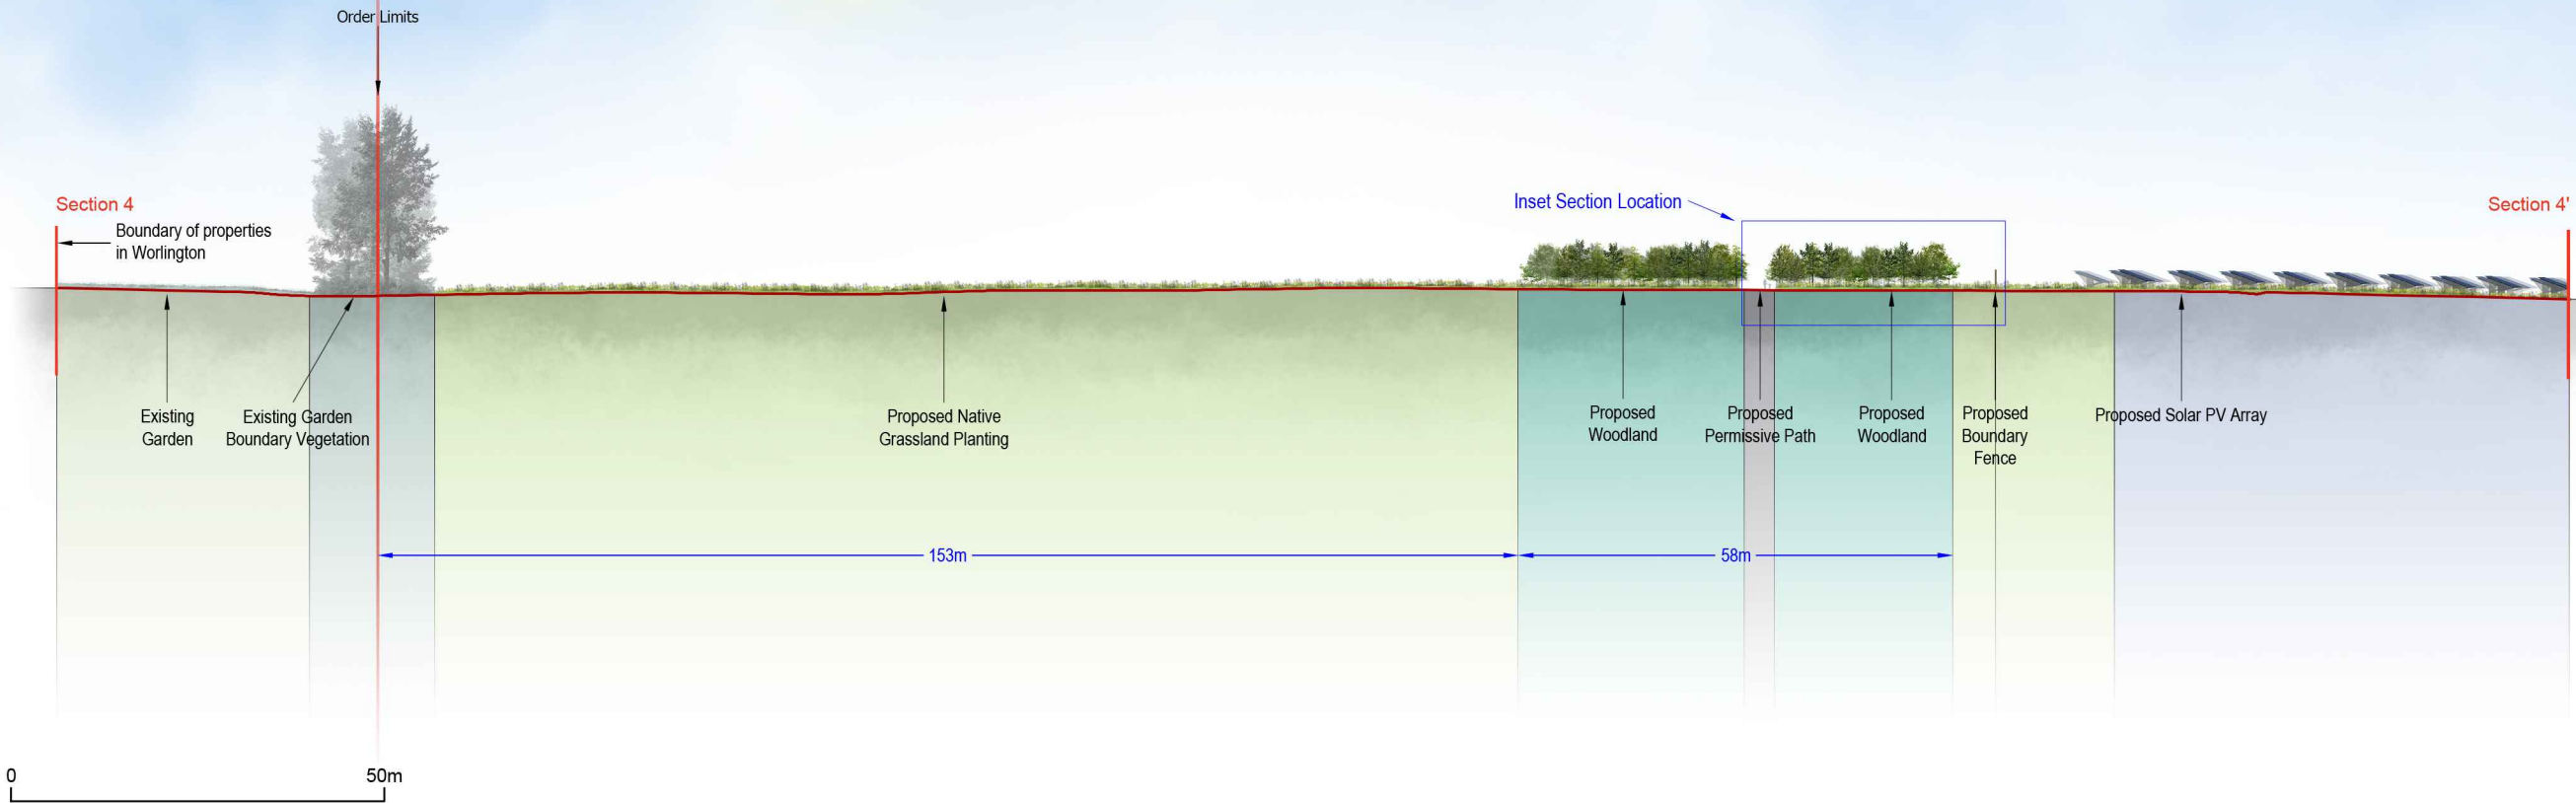 Order Limits
Section 4
Boundary of properties
in Worlington
Inset Section Location
Section 4'
Existing
Garden
Existing Garden
Boundary Vegetation
Proposed Native
Grassland Planting
Proposed
Woodland
Proposed
Permissive Path
Proposed
Woodland
Proposed
Boundary
Fence
Proposed Solar PV Array
153m
58m
0
50m